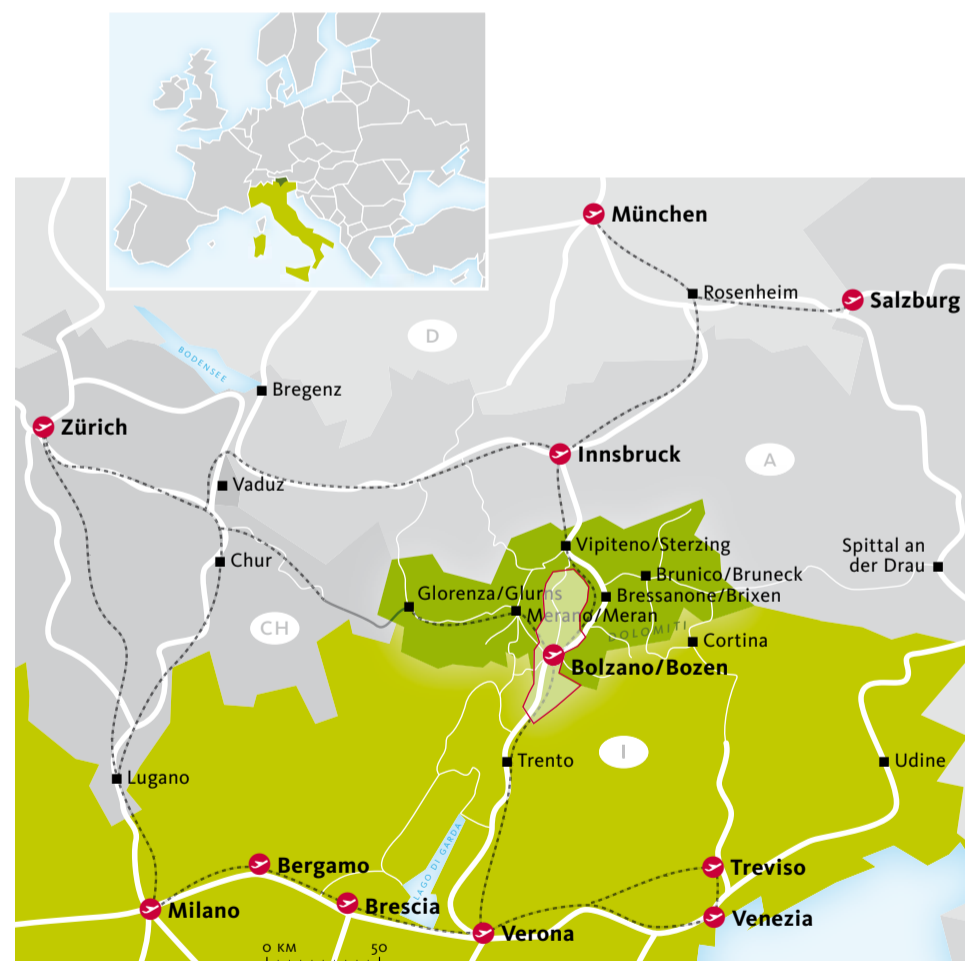 München
Rosenheim
Salzburg
D
BODENSEE
Bregenz
Zürich
Innsbruck
A
Vaduz
Vipiteno/Sterzing
Spittal an
der Drau
Chur
Brunico/Bruneck
Glorenza/Glurns
Bressanone/Brixen
Merano/Meran
CH
DOLOMITI
Cortina
Bolzano/Bozen
I
Trento
Udine
Lugano
LAGO DI GARDA
Bergamo
Treviso
Milano
Brescia
Venezia
Verona
0 KM 50